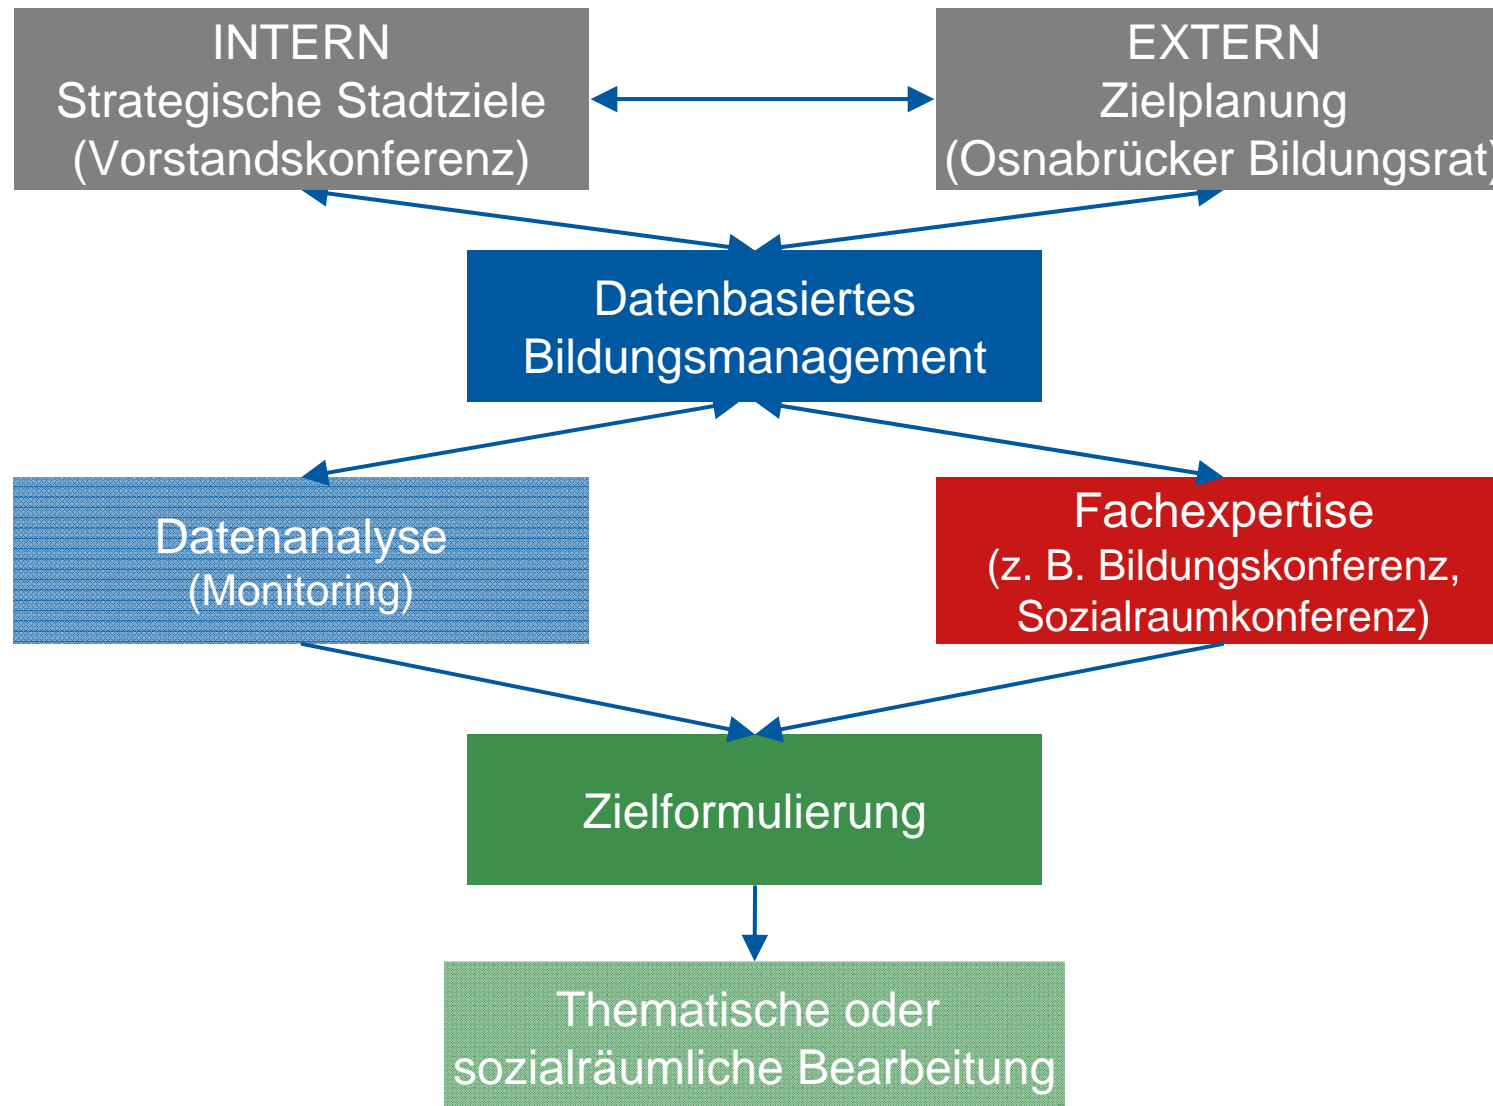 INTERN
Strategische Stadtziele
(Vorstandskonferenz)
EXTERN
Zielplanung
(Osnabrücker Bildungsrat)
Datenbasiertes
Bildungsmanagement
Datenanalyse
(Monitoring)
Fachexpertise
(z. B. Bildungskonferenz,
Sozialraumkonferenz)
Zielformulierung
Thematische oder
sozialräumliche Bearbeitung